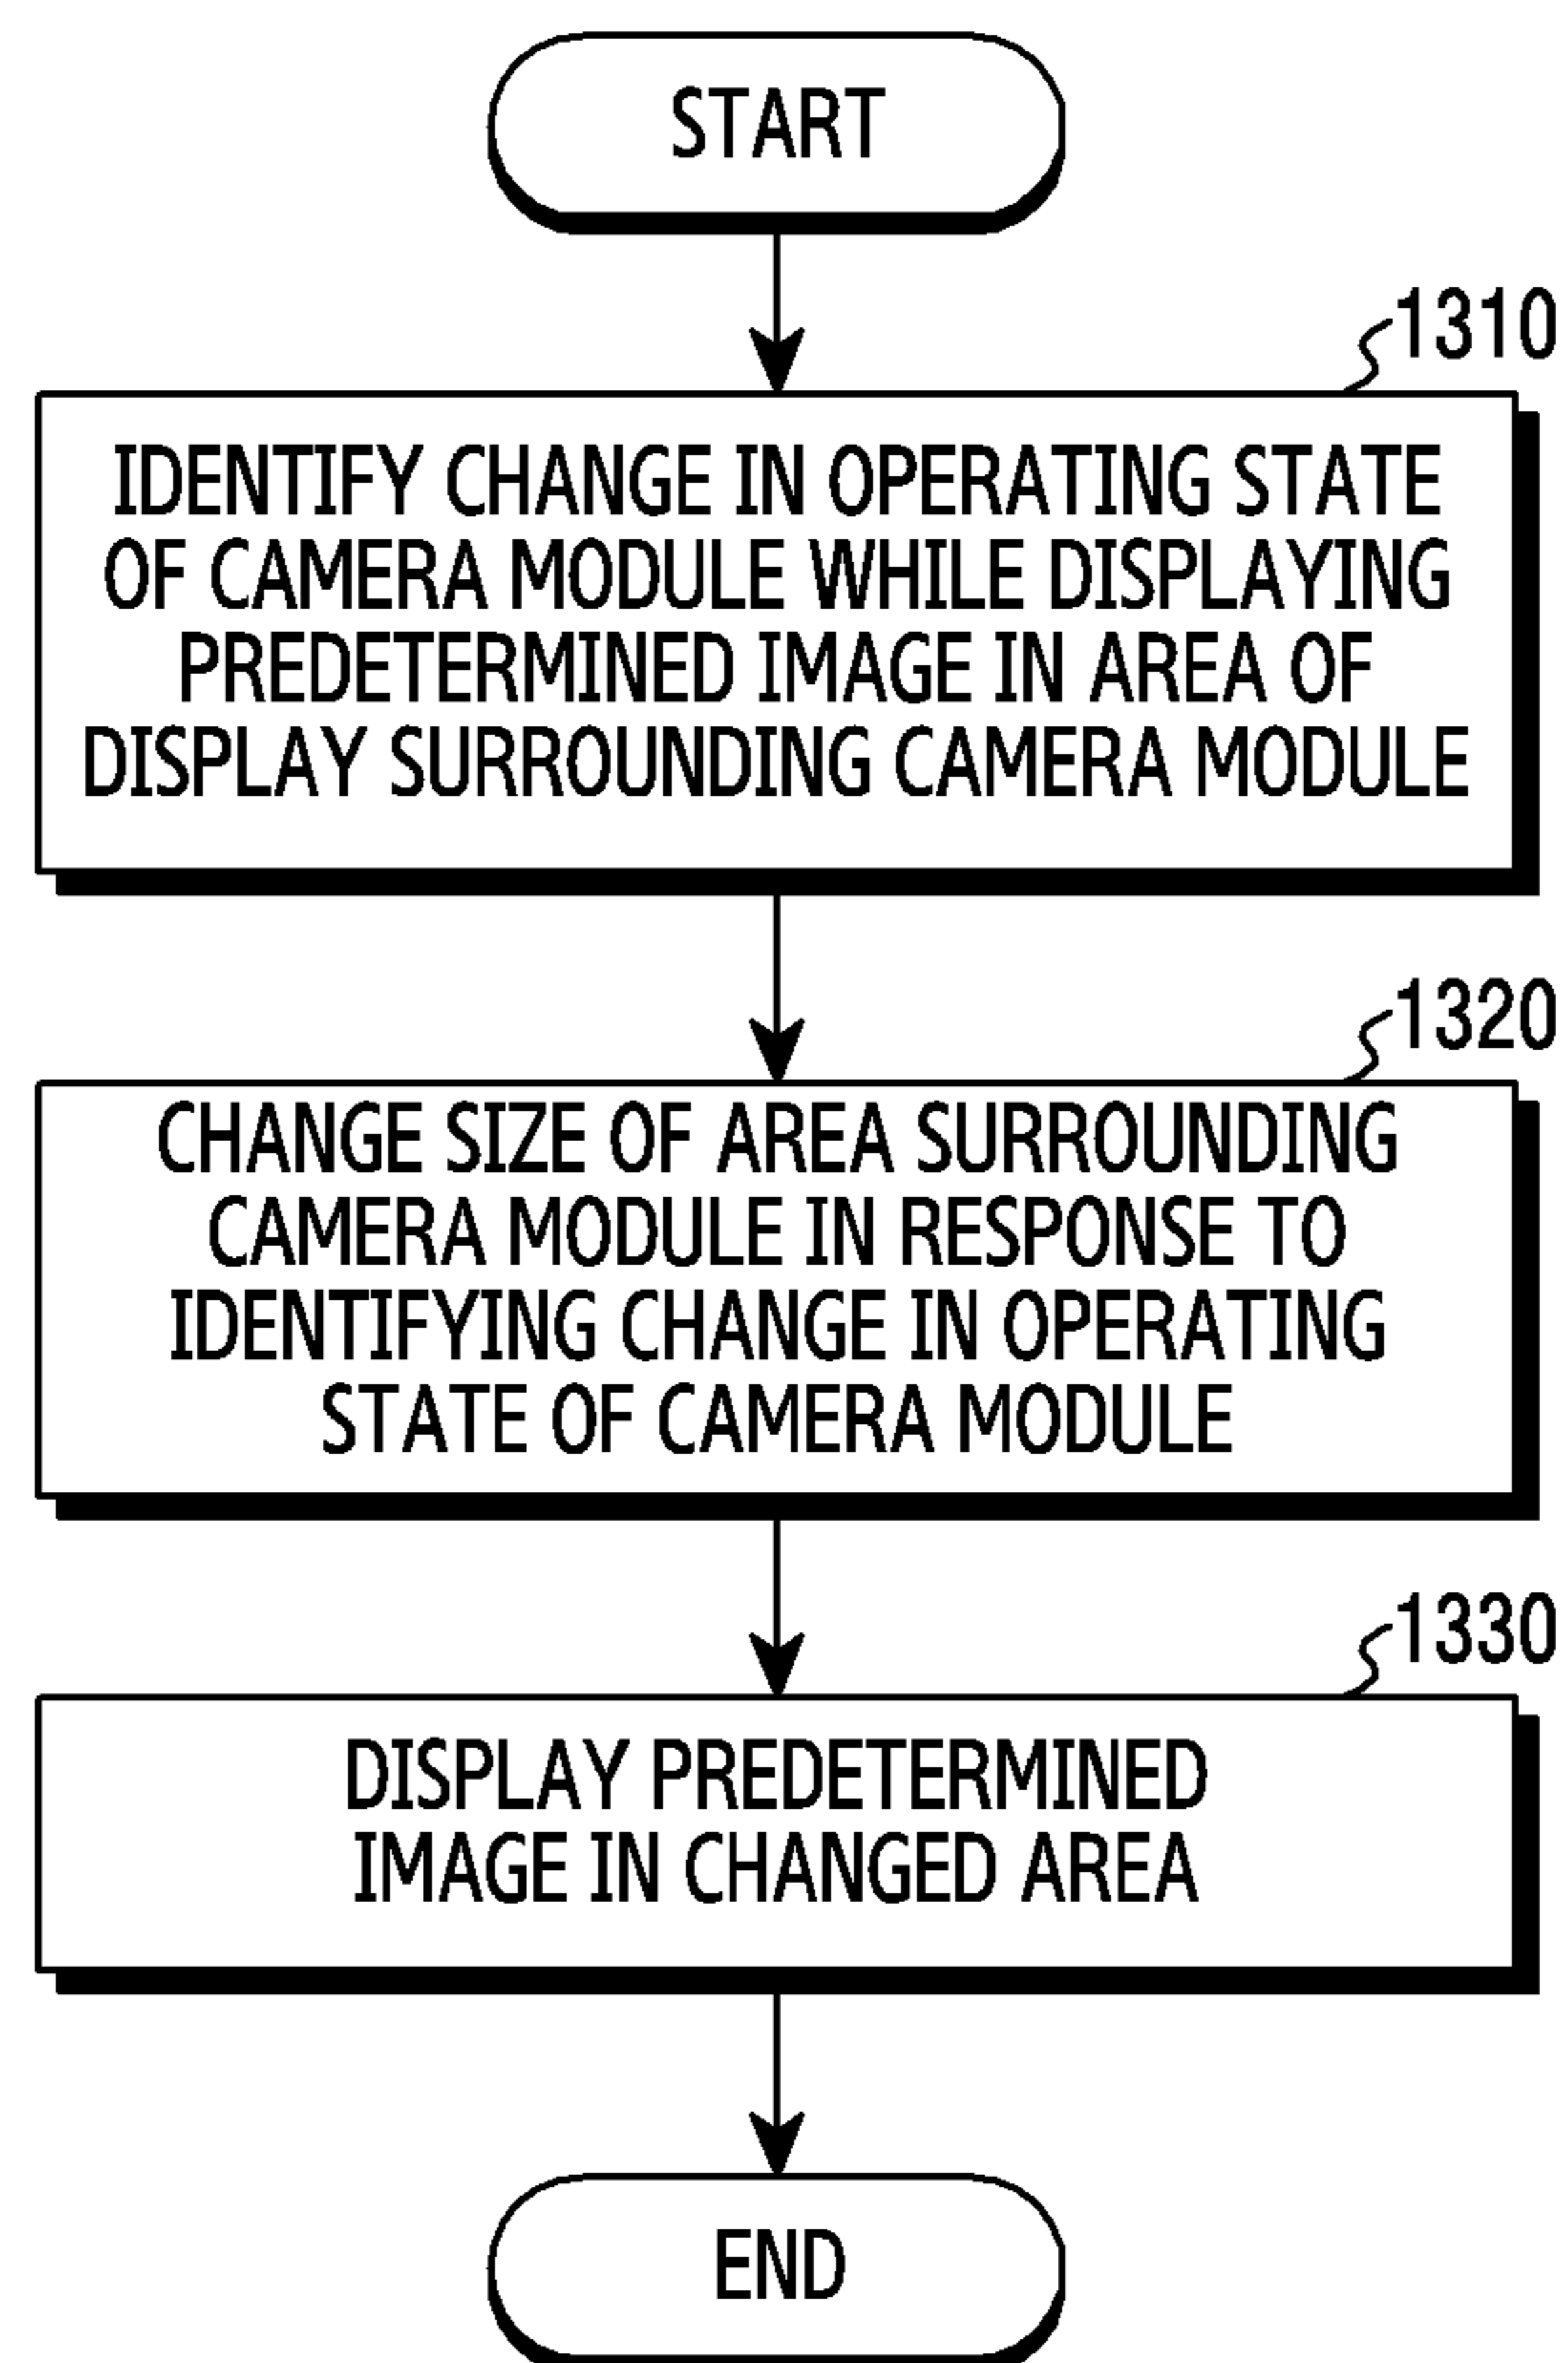 START
1310
IDENTIFY CHANGE IN OPERATING STATE
OF CAMERA MODULE WHILE DISPLAYING
PREDETERMINED IMAGE IN AREA OF
DISPLAY SURROUNDING CAMERA MODULE
1320
CHANGE SIZE OF AREA SURROUNDING
CAMERA MODULE IN RESPONSE TO
IDENTIFYING CHANGE IN OPERATING
STATE OF CAMERA MODULE
1330
DISPLAY PREDETERMINED
IMAGE IN CHANGED AREA
END